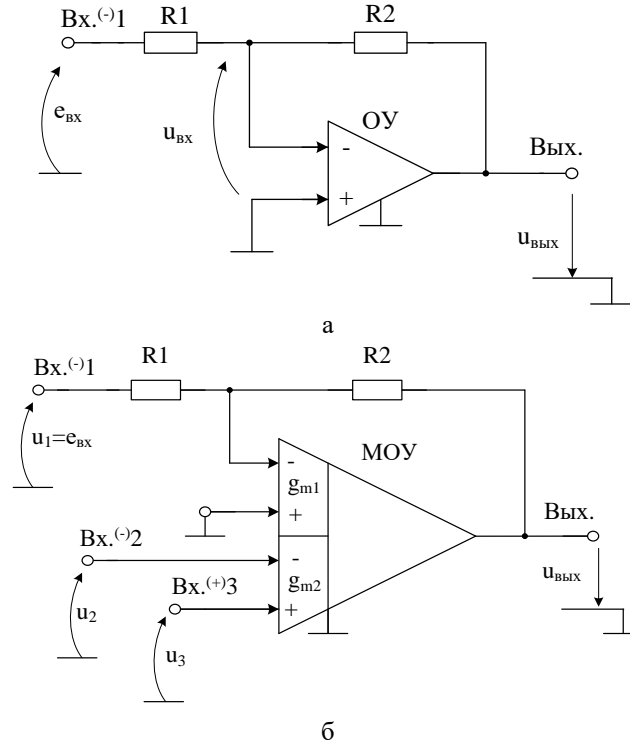 Вх.(-)1
R1
R2
eвх
uвх
ОУ
-
+
Вых.
uвых
а
Вх.(-)1
R1
R2
u1=eвх
МОУ
-
gm1
+
Вх.(-)2
-
gm2
+
Вх.(+)3
u2
u3
Вых.
uвых
б